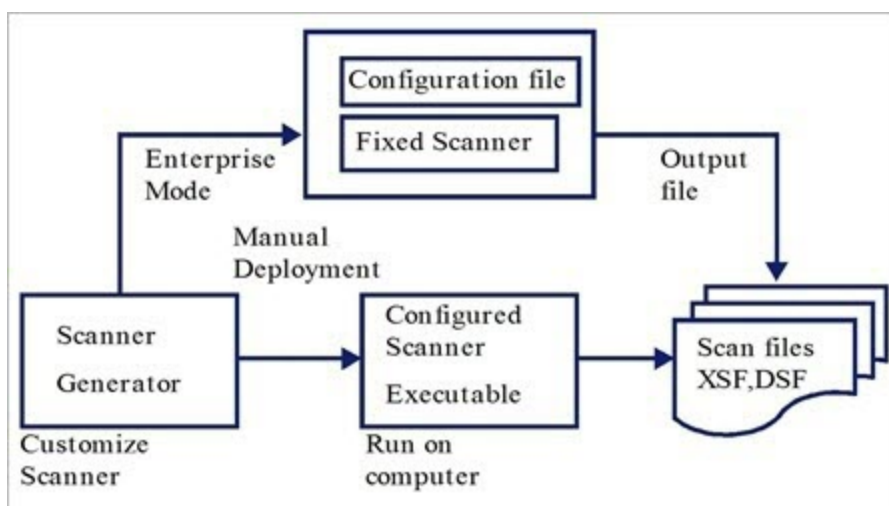 Configuration file
Fixed Scanner
Enterprise
Mode
Output
file
Manual
Deployment
Scanner
Generator
Configured
Scanner
Executable
Scan files
XSF,DSF
Customize
Scanner
Run on
computer